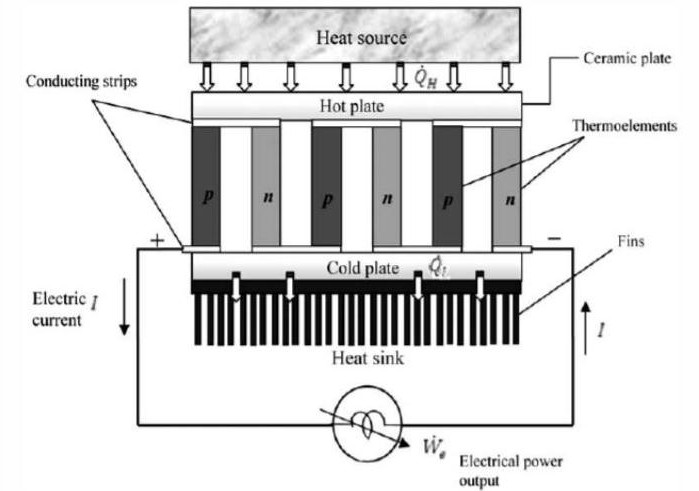 Heat source
Q̇H
Ceramic plate
Conducting strips
Hot plate
Thermoelements
p n p n p n
+ −
Fins
Cold plate Q̇L
Electric I
current
I
Heat sink
Ẇe
Electrical power
output